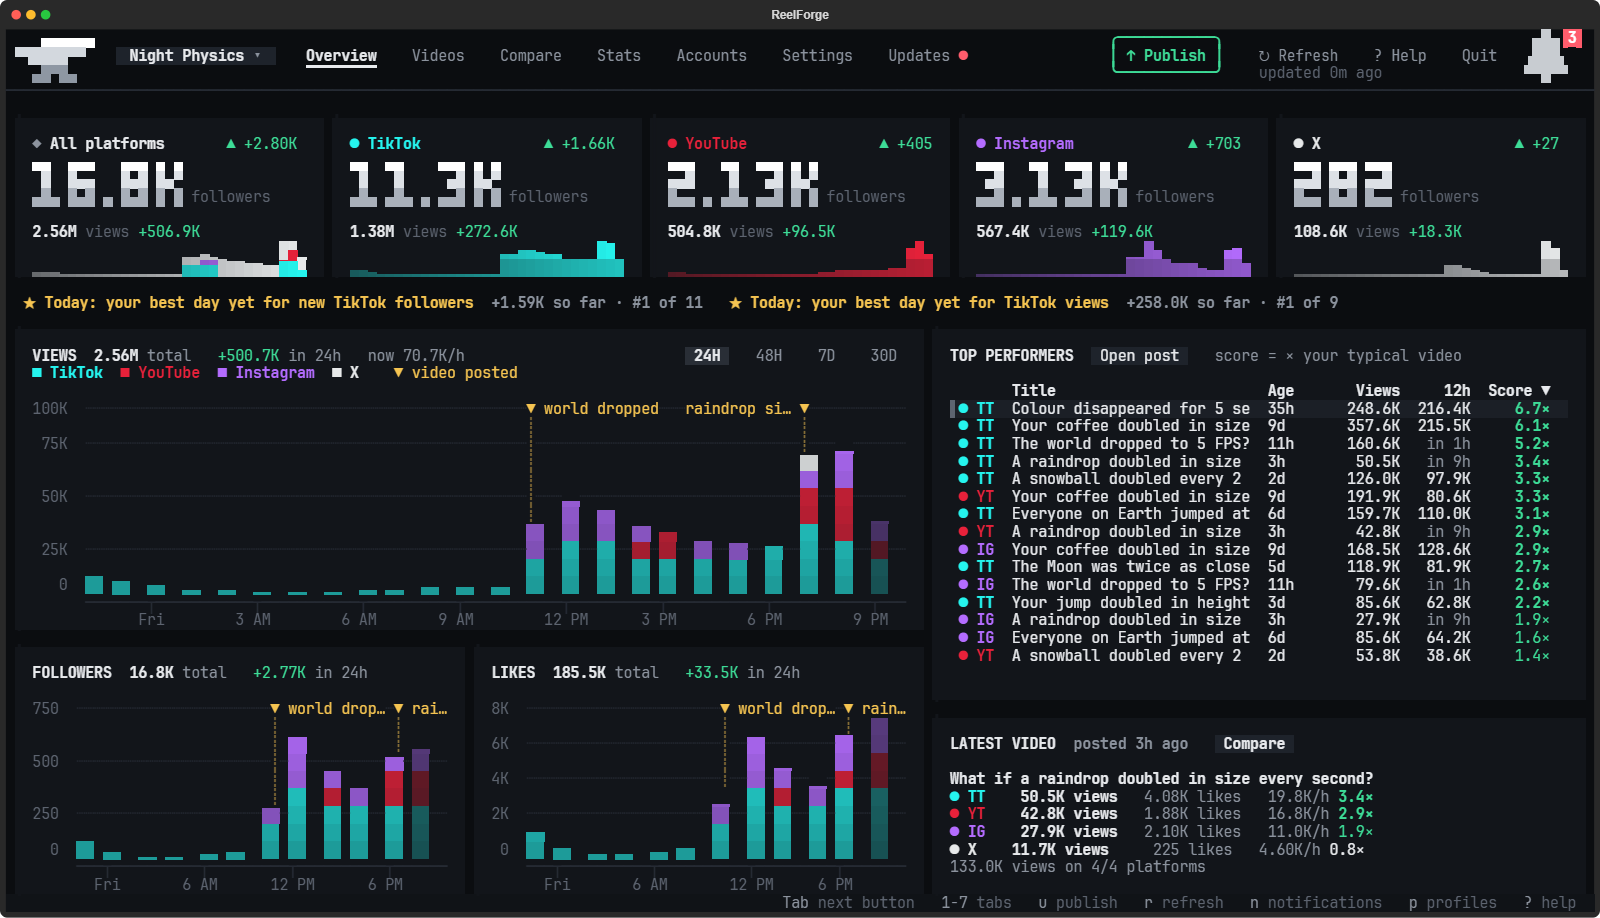 ReelForge
Night Physics ▾ Overview Videos Compare Stats Accounts Settings Updates ● ↑ Publish ↻ Refresh ? Help Quit 3
updated 0m ago
◆ All platforms ▲ +2.80K
16.8K followers
2.56M views +506.9K
● TikTok ▲ +1.66K
11.3K followers
1.38M views +272.6K
● YouTube ▲ +405
2.13K followers
504.8K views +96.5K
● Instagram ▲ +703
3.13K followers
567.4K views +119.6K
● X ▲ +27
282 followers
108.6K views +18.3K
★ Today: your best day yet for new TikTok followers +1.59K so far · #1 of 11 ★ Today: your best day yet for TikTok views +258.0K so far · #1 of 9
VIEWS 2.56M total +500.7K in 24h now 70.7K/h 24H 48H 7D 30D
■ TikTok ■ YouTube ■ Instagram ■ X ▼ video posted
▼ world dropped raindrop si… ▼
100K
75K
50K
25K
0
Fri 3 AM 6 AM 9 AM 12 PM 3 PM 6 PM 9 PM
FOLLOWERS 16.8K total +2.77K in 24h
▼ world drop… ▼ rai…
750
500
250
0
Fri 6 AM 12 PM 6 PM
LIKES 185.5K total +33.5K in 24h
▼ world drop… ▼ rain…
8K
6K
4K
2K
0
Fri 6 AM 12 PM 6 PM
TOP PERFORMERS Open post score = × your typical video
Title Age Views 12h Score ▼
● TT Colour disappeared for 5 se 35h 248.6K 216.4K 6.7×
● TT Your coffee doubled in size 9d 357.6K 215.5K 6.1×
● TT The world dropped to 5 FPS? 11h 160.6K in 1h 5.2×
● TT A raindrop doubled in size 3h 50.5K in 9h 3.4×
● TT A snowball doubled every 2 2d 126.0K 97.9K 3.3×
● YT Your coffee doubled in size 9d 191.9K 80.6K 3.3×
● TT Everyone on Earth jumped at 6d 159.7K 110.0K 3.1×
● YT A raindrop doubled in size 3h 42.8K in 9h 2.9×
● IG Your coffee doubled in size 9d 168.5K 128.6K 2.9×
● TT The Moon was twice as close 5d 118.9K 81.9K 2.7×
● IG The world dropped to 5 FPS? 11h 79.6K in 1h 2.6×
● TT Your jump doubled in height 3d 85.6K 62.8K 2.2×
● IG A raindrop doubled in size 3h 27.9K in 9h 1.9×
● IG Everyone on Earth jumped at 6d 85.6K 64.2K 1.6×
● YT A snowball doubled every 2 2d 53.8K 38.6K 1.4×
LATEST VIDEO posted 3h ago Compare
What if a raindrop doubled in size every second?
● TT 50.5K views 4.08K likes 19.8K/h 3.4×
● YT 42.8K views 1.88K likes 16.8K/h 2.9×
● IG 27.9K views 2.10K likes 11.0K/h 1.9×
● X 11.7K views 225 likes 4.60K/h 0.8×
133.0K views on 4/4 platforms
Tab next button 1-7 tabs u publish r refresh n notifications p profiles ? help